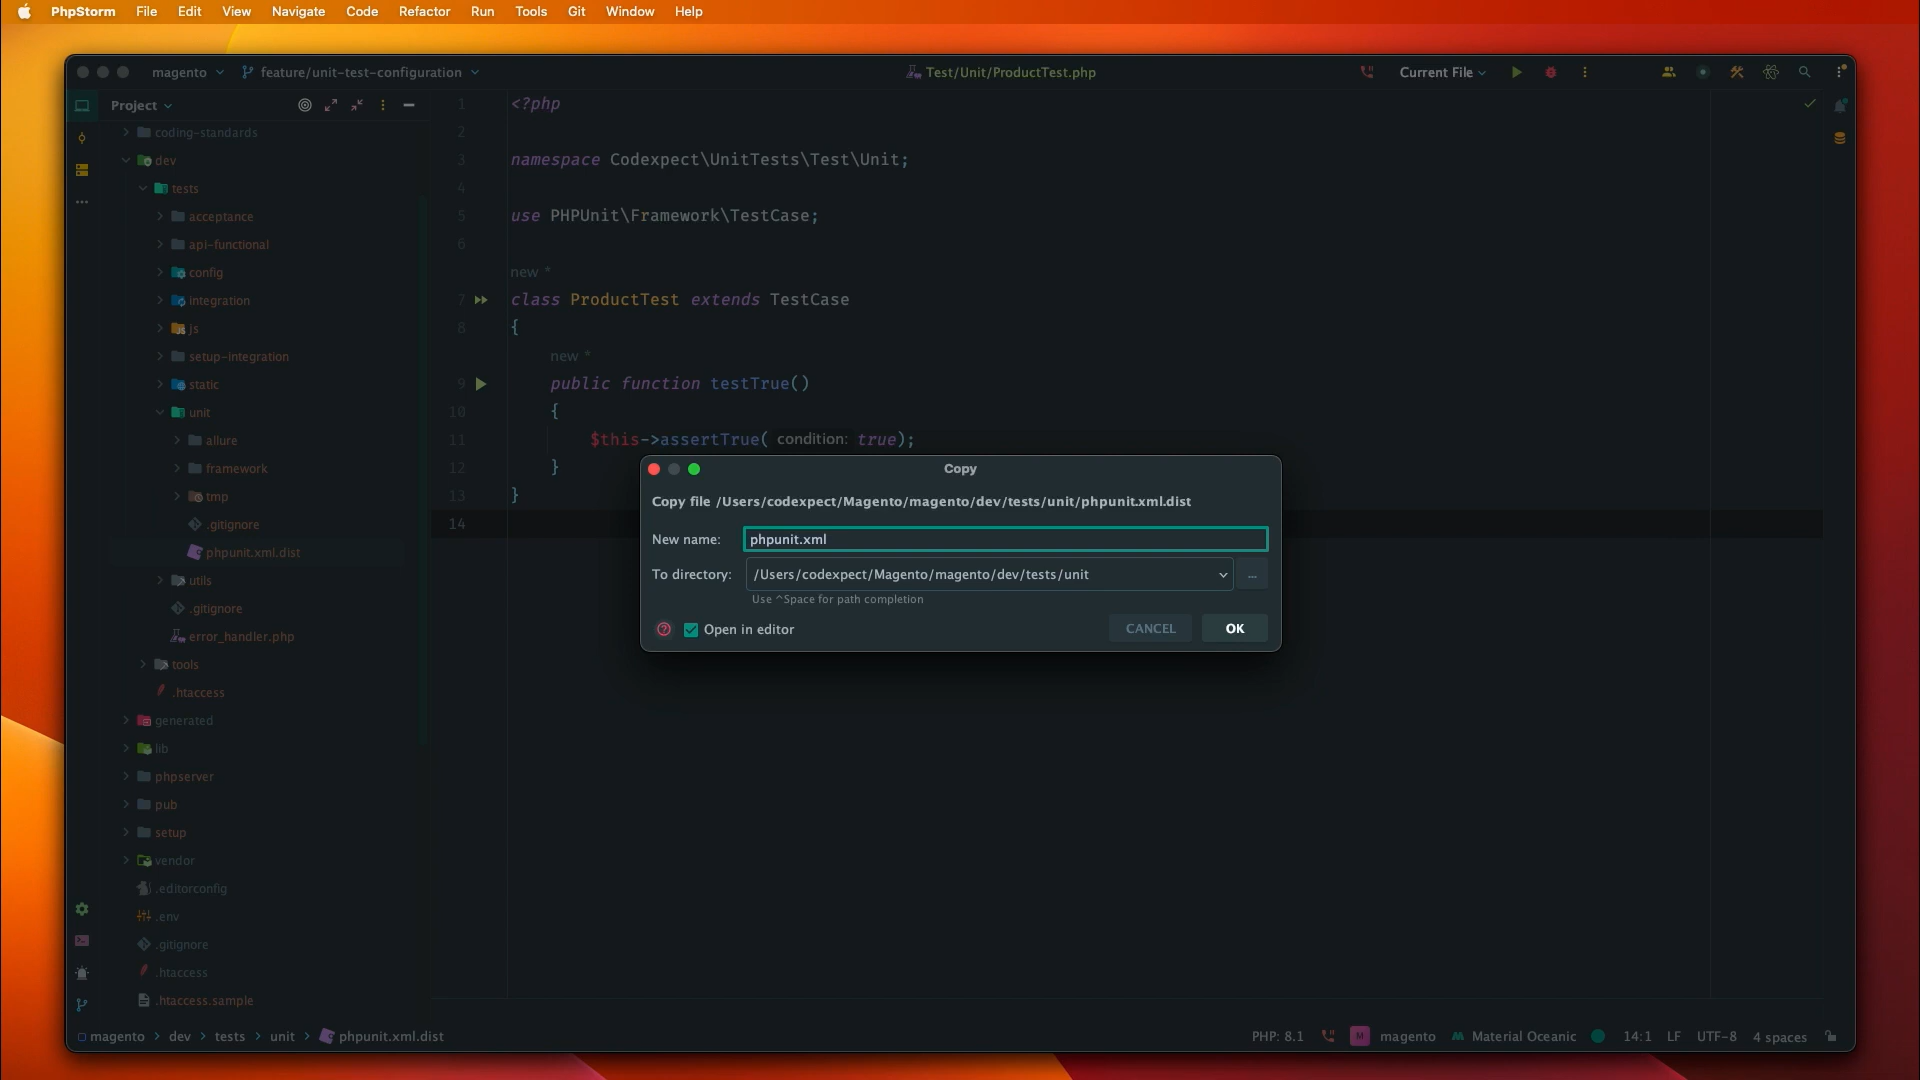 PhpStorm File Edit View Navigate Code Refactor Run Tools Git Window Help
magento feature/unit-test-configuration Test/Unit/ProductTest.php Current File
Project
coding-standards
dev
tests
acceptance
api-functional
config
integration
js
setup-integration
static
unit
allure
framework
tmp
.gitignore
phpunit.xml.dist
utils
.gitignore
error_handler.php
tools
.htaccess
generated
lib
phpserver
pub
setup
vendor
.editorconfig
.env
.gitignore
.htaccess
.htaccess.sample
1 <?php
2
3 namespace Codexpect\UnitTests\Test\Unit;
4
5 use PHPUnit\Framework\TestCase;
6
new *
7 class ProductTest extends TestCase
8 {
new *
9 public function testTrue()
10 {
11 $this->assertTrue( condition: true);
12 }
13 }
14
Copy
Copy file /Users/codexpect/Magento/magento/dev/tests/unit/phpunit.xml.dist
New name: phpunit.xml
To directory: /Users/codexpect/Magento/magento/dev/tests/unit ...
Use ^Space for path completion
? Open in editor CANCEL OK
magento > dev > tests > unit > phpunit.xml.dist PHP: 8.1 M magento Material Oceanic 14:1 LF UTF-8 4 spaces